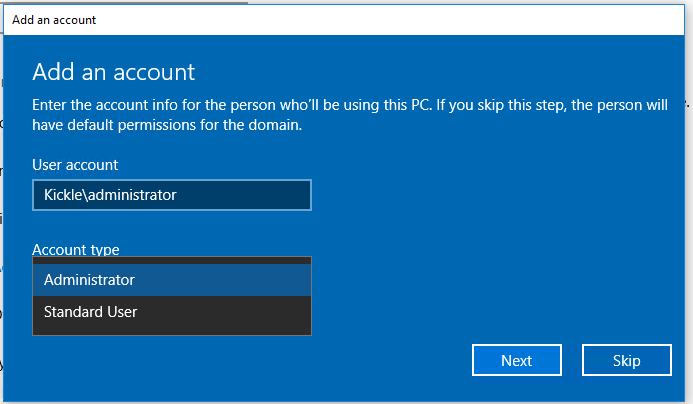 Add an account
Add an account
Enter the account info for the person who'll be using this PC. If you skip this step, the person will
have default permissions for the domain.
User account
Kickle\administrator
Account type
Administrator
Standard User
Next
Skip